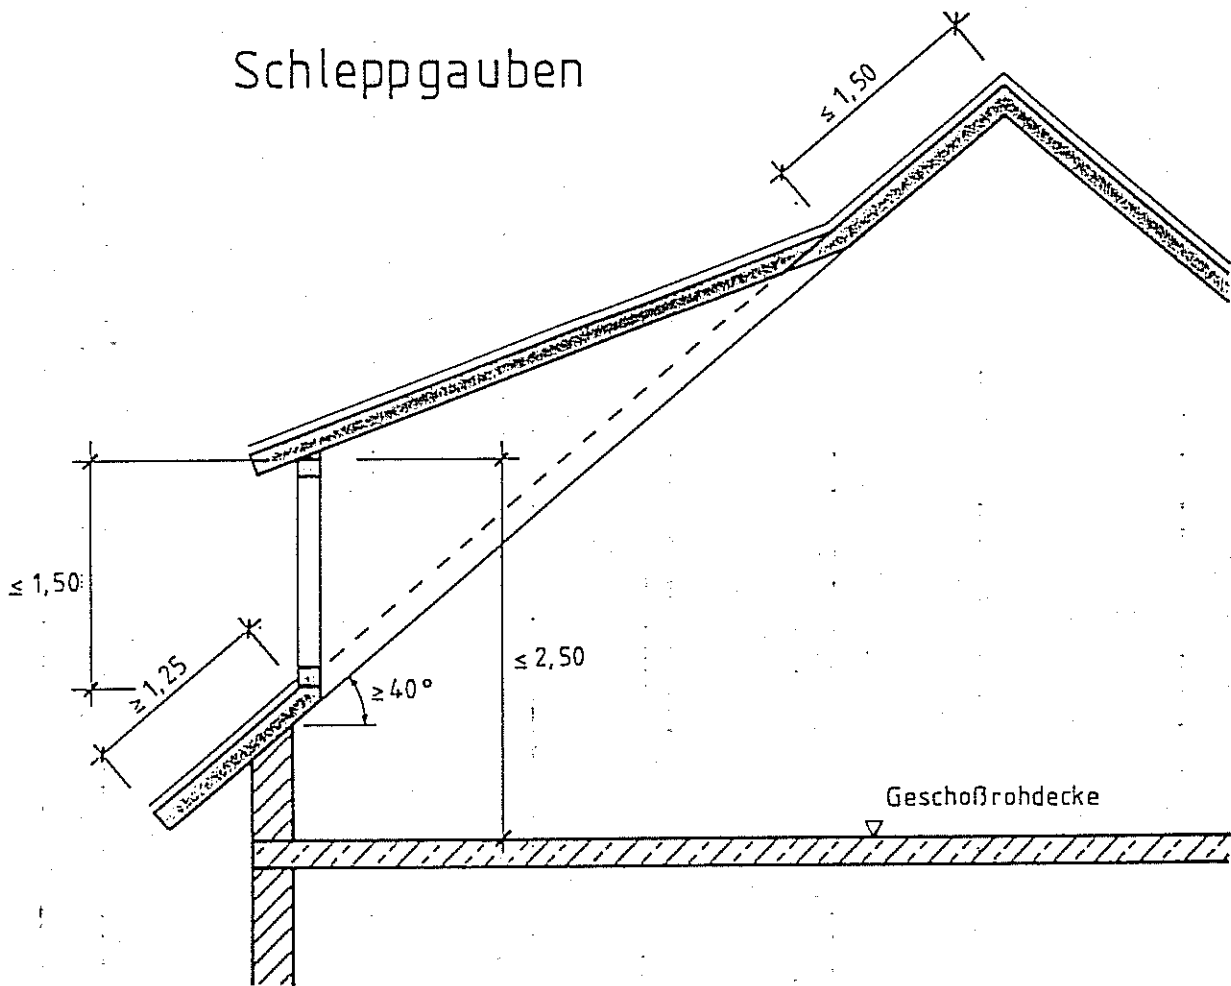 Schleppgauben
≤ 1,50
≤ 1,50
≥ 1,25
≥ 40°
≤ 2,50
Geschoßrohdecke